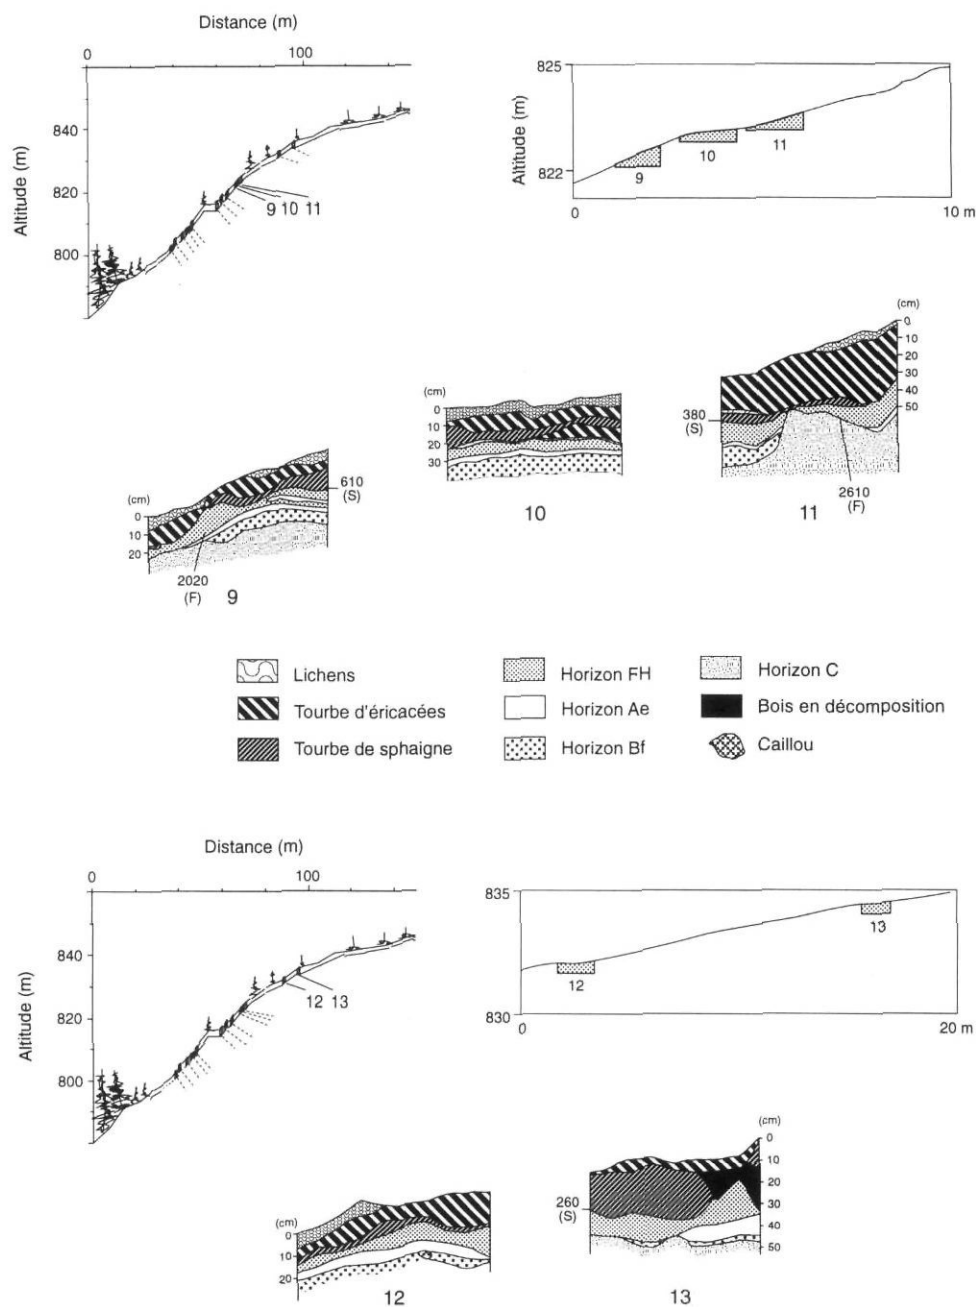 Distance (m)
0 100
840
820
800
Altitude (m)
9 10 11
825
822
Altitude (m)
9
10
11
0 10 m
(cm)
0
10
20
610
(S)
2020
(F)
9
(cm)
0
10
20
30
10
(cm)
0
10
20
30
40
50
380
(S)
2610
(F)
11
Lichens
Tourbe d'éricacées
Tourbe de sphaigne
Horizon FH
Horizon Ae
Horizon Bf
Horizon C
Bois en décomposition
Caillou
Distance (m)
0 100
840
820
800
Altitude (m)
12 13
835
830
12
13
0 20 m
(cm)
0
10
20
12
260
(S)
(cm)
0
10
20
30
40
50
13